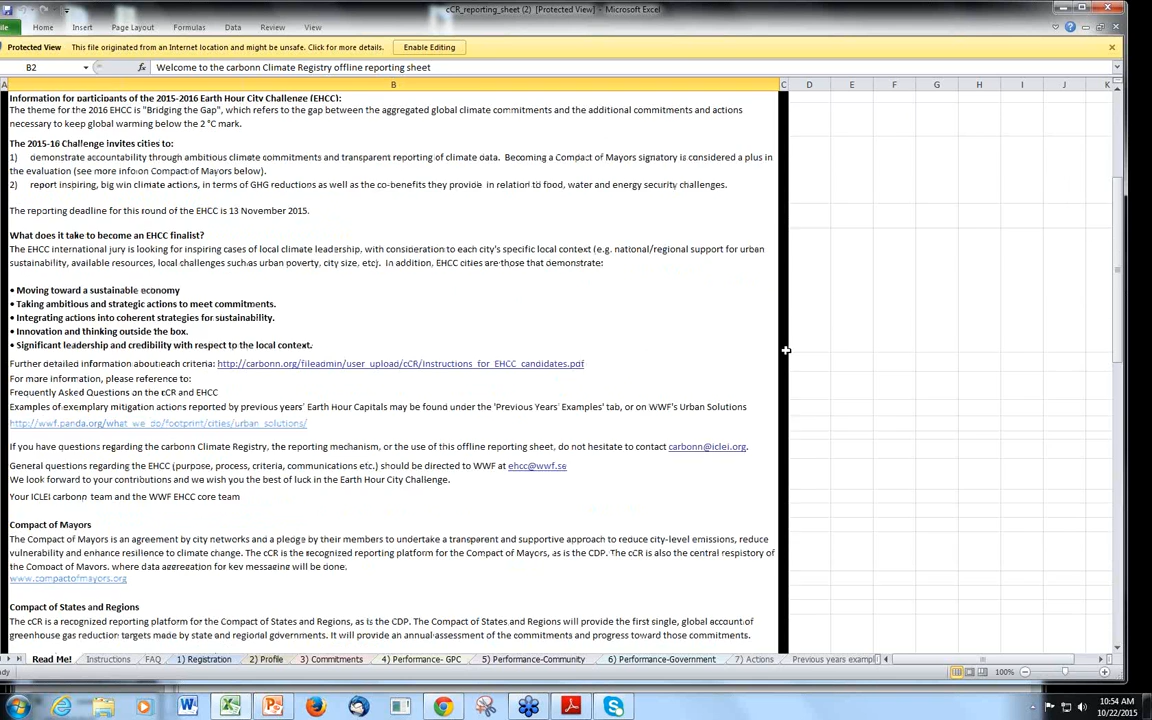 cCR_reporting_sheet (2) [Protected View] - Microsoft Excel
Home Insert Page Layout Formulas Data Review View
Protected View This file originated from an Internet location and might be unsafe. Click for more details. Enable Editing
B2 fx Welcome to the carbonn Climate Registry offline reporting sheet
A B C D E F G H I J
Information for participants of the 2015-2016 Earth Hour City Challenge (EHCC):
The theme for the 2016 EHCC is "Bridging the Gap", which refers to the gap between the aggregated global climate commitments and the additional commitments and actions
necessary to keep global warming below the 2 °C mark.
The 2015-16 Challenge invites cities to:
1) demonstrate accountability through ambitious climate commitments and transparent reporting of climate data. Becoming a Compact of Mayors signatory is considered a plus in
the evaluation (see more info on Compact of Mayors below).
2) report inspiring, big win climate actions, in terms of GHG reductions as well as the co-benefits they provide in relation to food, water and energy security challenges.
The reporting deadline for this round of the EHCC is 13 November 2015.
What does it take to become an EHCC finalist?
The EHCC international jury is looking for inspiring cases of local climate leadership, with consideration to each city's specific local context (e.g. national/regional support for urban
sustainability, available resources, local challenges such as urban poverty, city size, etc). In addition, EHCC cities are those that demonstrate:
• Moving toward a sustainable economy
• Taking ambitious and strategic actions to meet commitments.
• Integrating actions into coherent strategies for sustainability.
• Innovation and thinking outside the box.
• Significant leadership and credibility with respect to the local context.
Further detailed information about each criteria: http://carbonn.org/fileadmin/user_upload/cCR/Instructions_for_EHCC_candidates.pdf
For more information, please reference to:
Frequently Asked Questions on the cCR and EHCC
Examples of exemplary mitigation actions reported by previous years' Earth Hour Capitals may be found under the 'Previous Years' Examples' tab, or on WWF's Urban Solutions
http://wwf.panda.org/what_we_do/footprint/cities/urban_solutions/
If you have questions regarding the carbonn Climate Registry, the reporting mechanism, or the use of this offline reporting sheet, do not hesitate to contact carbonn@iclei.org.
General questions regarding the EHCC (purpose, process, criteria, communications etc.) should be directed to WWF at ehcc@wwf.se
We look forward to your contributions and we wish you the best of luck in the Earth Hour City Challenge.
Your ICLEI carbonn team and the WWF EHCC core team
Compact of Mayors
The Compact of Mayors is an agreement by city networks and a pledge by their members to undertake a transparent and supportive approach to reduce city-level emissions, reduce
vulnerability and enhance resilience to climate change. The cCR is the recognized reporting platform for the Compact of Mayors, as is the CDP. The cCR is also the central respistory of
the Compact of Mayors, where data aggregation for key messaging will be done.
www.compactofmayors.org
Compact of States and Regions
The cCR is a recognized reporting platform for the Compact of States and Regions, as is the CDP. The Compact of States and Regions will provide the first single, global account of
greenhouse gas reduction targets made by state and regional governments. It will provide an annual assessment of the commitments and progress toward those commitments.
Read Me! Instructions FAQ 1) Registration 2) Profile 3) Commitments 4) Performance- GPC 5) Performance-Community 6) Performance-Government 7) Actions Previous years exampl
100%
10:54 AM
10/22/2015